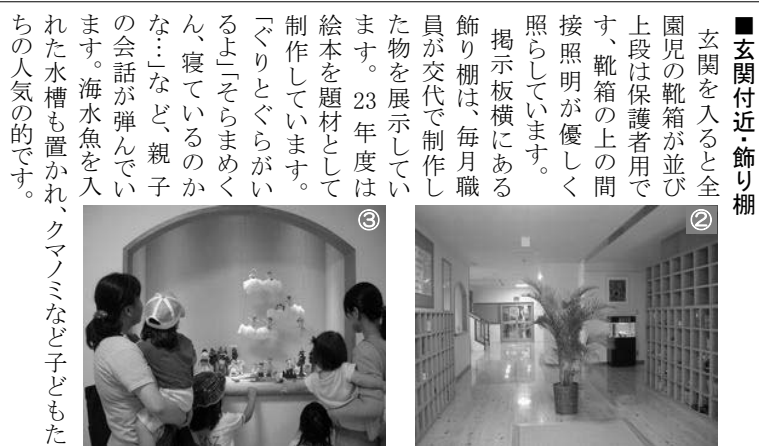 ■玄関付近・飾り棚
　玄関を入ると全
園児の靴箱が並び
上段は保護者用で
す、靴箱の上の間
接照明が優しく
照らしています。
　掲示板横にある
飾り棚は、毎月職
員が交代で制作し
た物を展示してい
ます。23年度は
絵本を題材として
制作しています。
「ぐりとぐらがい
るよ」「そらまめく
ん、寝ているのか
な…」など、親子
の会話が弾んでい
ます。海水魚を入
れた水槽も置かれ、クマノミなど子どもた
ちの人気の的です。
②
③